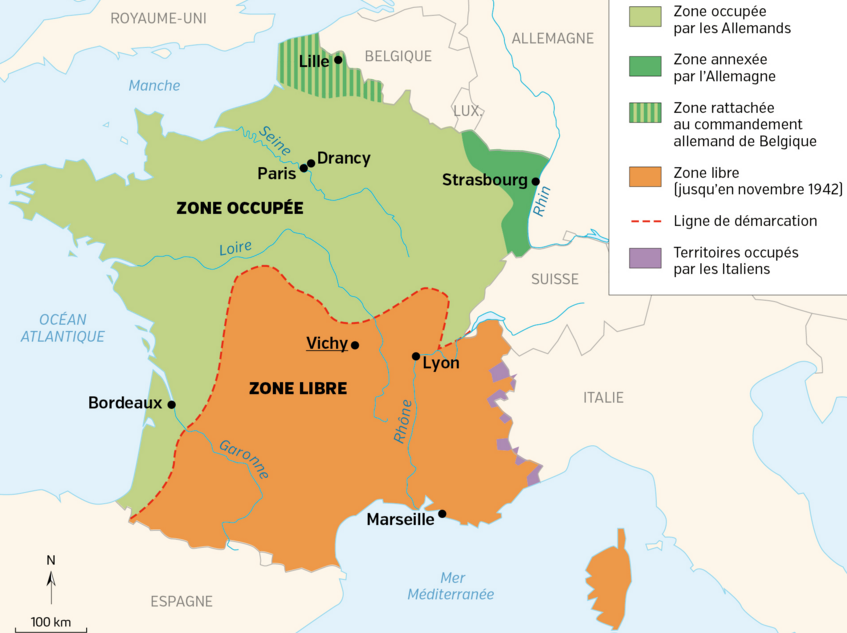 ROYAUME-UNI
BELGIQUE
ALLEMAGNE
Lille
Manche
LUX.
Seine
Drancy
Paris
Strasbourg
Rhin
ZONE OCCUPÉE
Loire
SUISSE
OCÉAN
ATLANTIQUE
Vichy
Lyon
ZONE LIBRE
ITALIE
Bordeaux
Rhône
Garonne
Marseille
Mer
Méditerranée
ESPAGNE
N
100 km
Zone occupée
par les Allemands
Zone annexée
par l'Allemagne
Zone rattachée
au commandement
allemand de Belgique
Zone libre
(jusqu'en novembre 1942)
Ligne de démarcation
Territoires occupés
par les Italiens